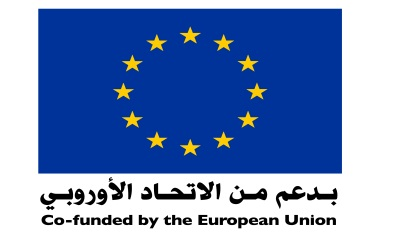 بدعم من الاتحاد الأوروبي
Co-funded by the European Union